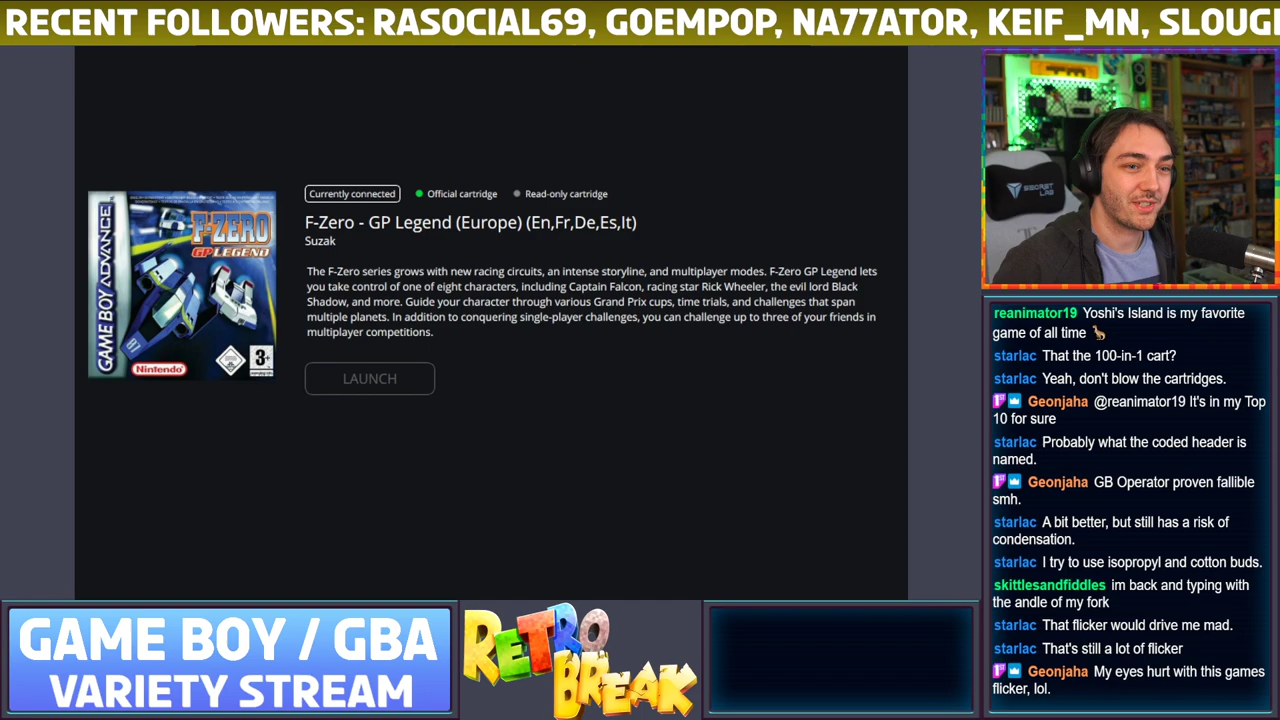 RECENT FOLLOWERS: RASOCIAL69, GOEMPOP, NA77ATOR, KEIF_MN, SLOUG
Currently connected
Official cartridge
Read-only cartridge
F-Zero - GP Legend (Europe) (En,Fr,De,Es,It)
Suzak
The F-Zero series grows with new racing circuits, an intense storyline, and multiplayer modes. F-Zero GP Legend lets
you take control of one of eight characters, including Captain Falcon, racing star Rick Wheeler, the evil lord Black
Shadow, and more. Guide your character through various Grand Prix cups, time trials, and challenges that span
multiple planets. In addition to conquering single-player challenges, you can challenge up to three of your friends in
multiplayer competitions.
LAUNCH
GAME BOY ADVANCE
F-ZERO
GP LEGEND
87
Nintendo
3+
SECRET LAB
reanimator19 Yoshi's Island is my favorite
game of all time
starlac That the 100-in-1 cart?
starlac Yeah, don't blow the cartridges.
Geonjaha @reanimator19 It's in my Top
10 for sure
starlac Probably what the coded header is
named.
Geonjaha GB Operator proven fallible
smh.
starlac A bit better, but still has a risk of
condensation.
starlac I try to use isopropyl and cotton buds.
skittlesandfiddles im back and typing with
the andle of my fork
starlac That flicker would drive me mad.
starlac That's still a lot of flicker
Geonjaha My eyes hurt with this games
flicker, lol.
GAME BOY / GBA
VARIETY STREAM
RETRO
BREAK